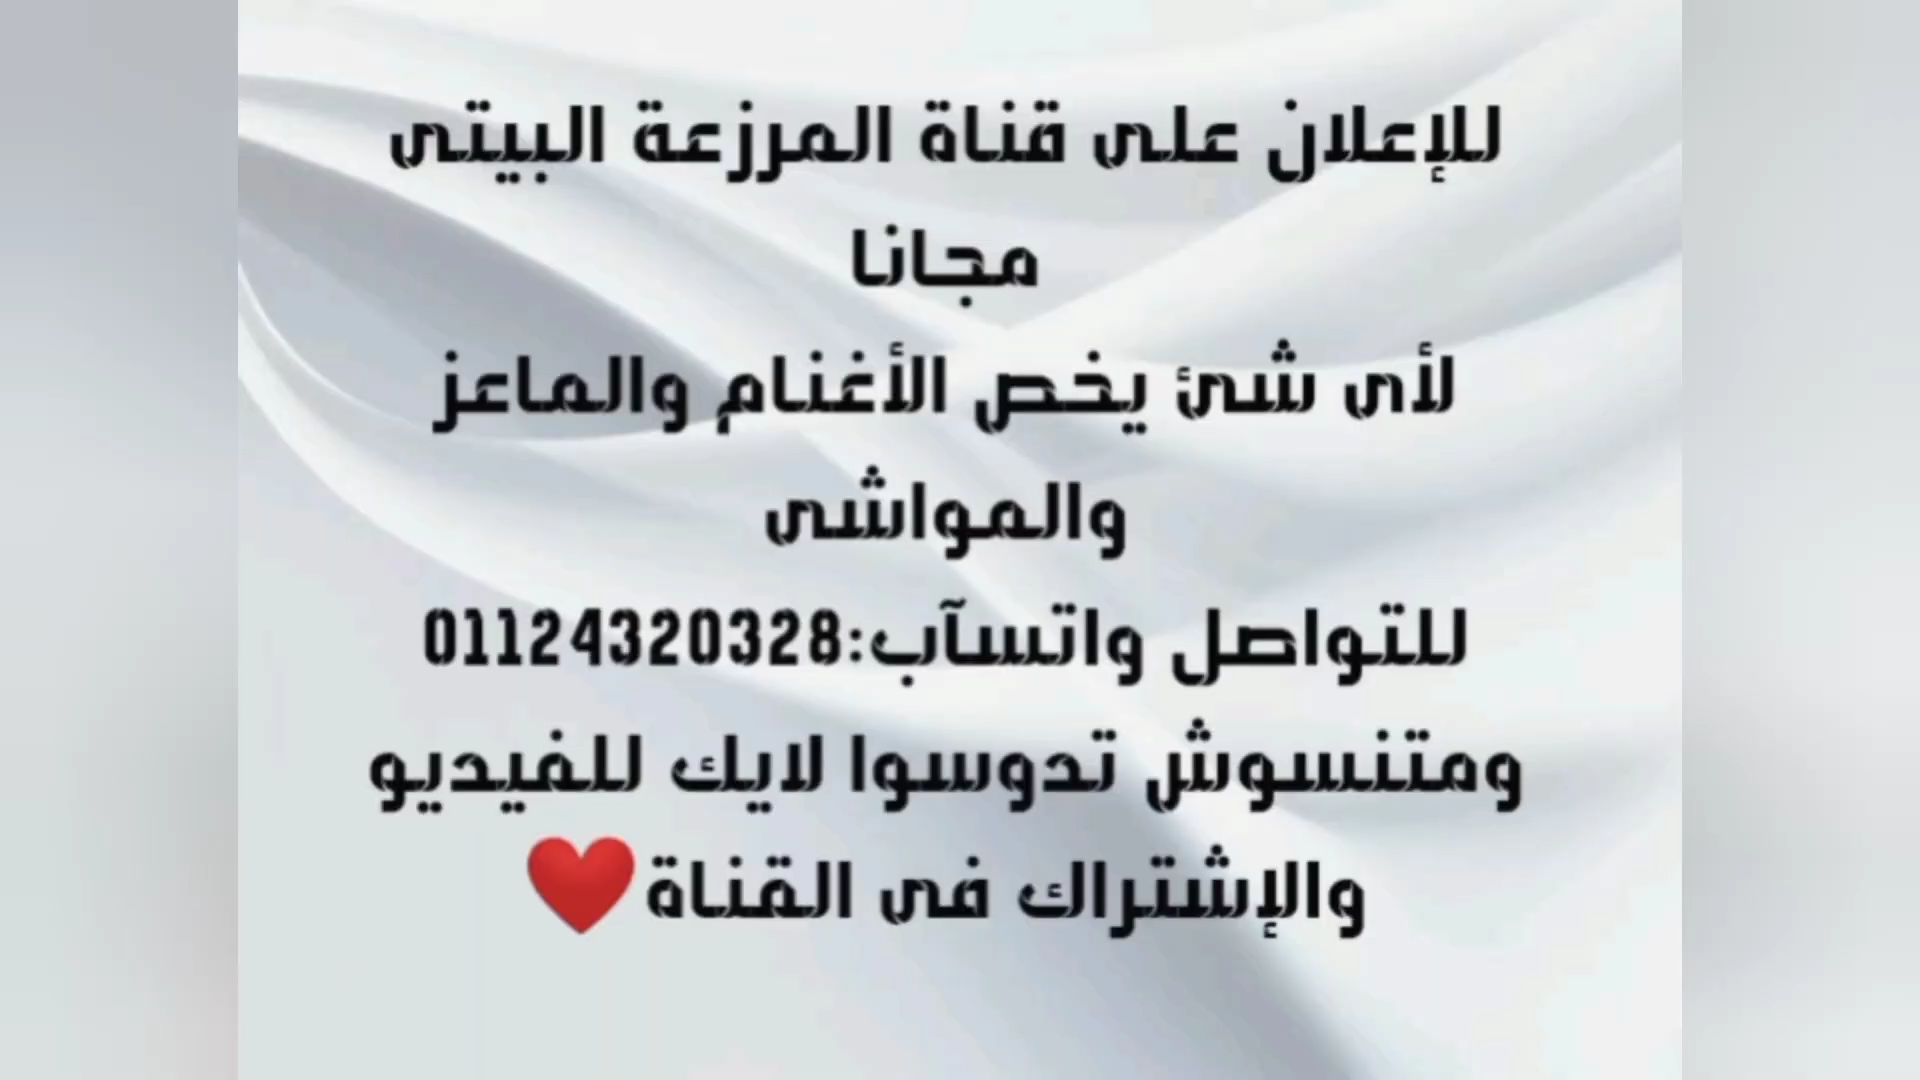 للإعلان على قناة المرزعة البيتى
مجانا
لأى شئ يخص الأغنام والماعز
والمواشى
للتواصل واتسآب:01124320328
ومتنسوش تدوسوا لايك للفيديو
والإشتراك فى القناة❤️